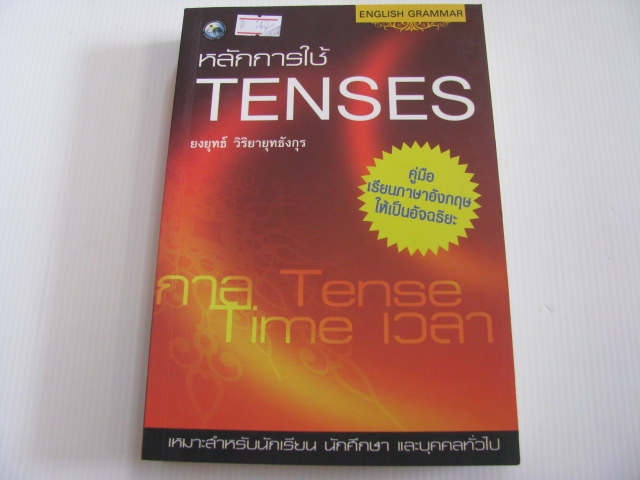 ENGLISH GRAMMAR
หลักการใช้
TENSES
ยงยุทธ์ วิริยายุทธังกุร
คู่มือ
เรียนภาษาอังกฤษ
ให้เป็นอัจฉริยะ
กาล Tense
Time เวลา
เหมาะสำหรับนักเรียน นักศึกษา และบุคคลทั่วไป